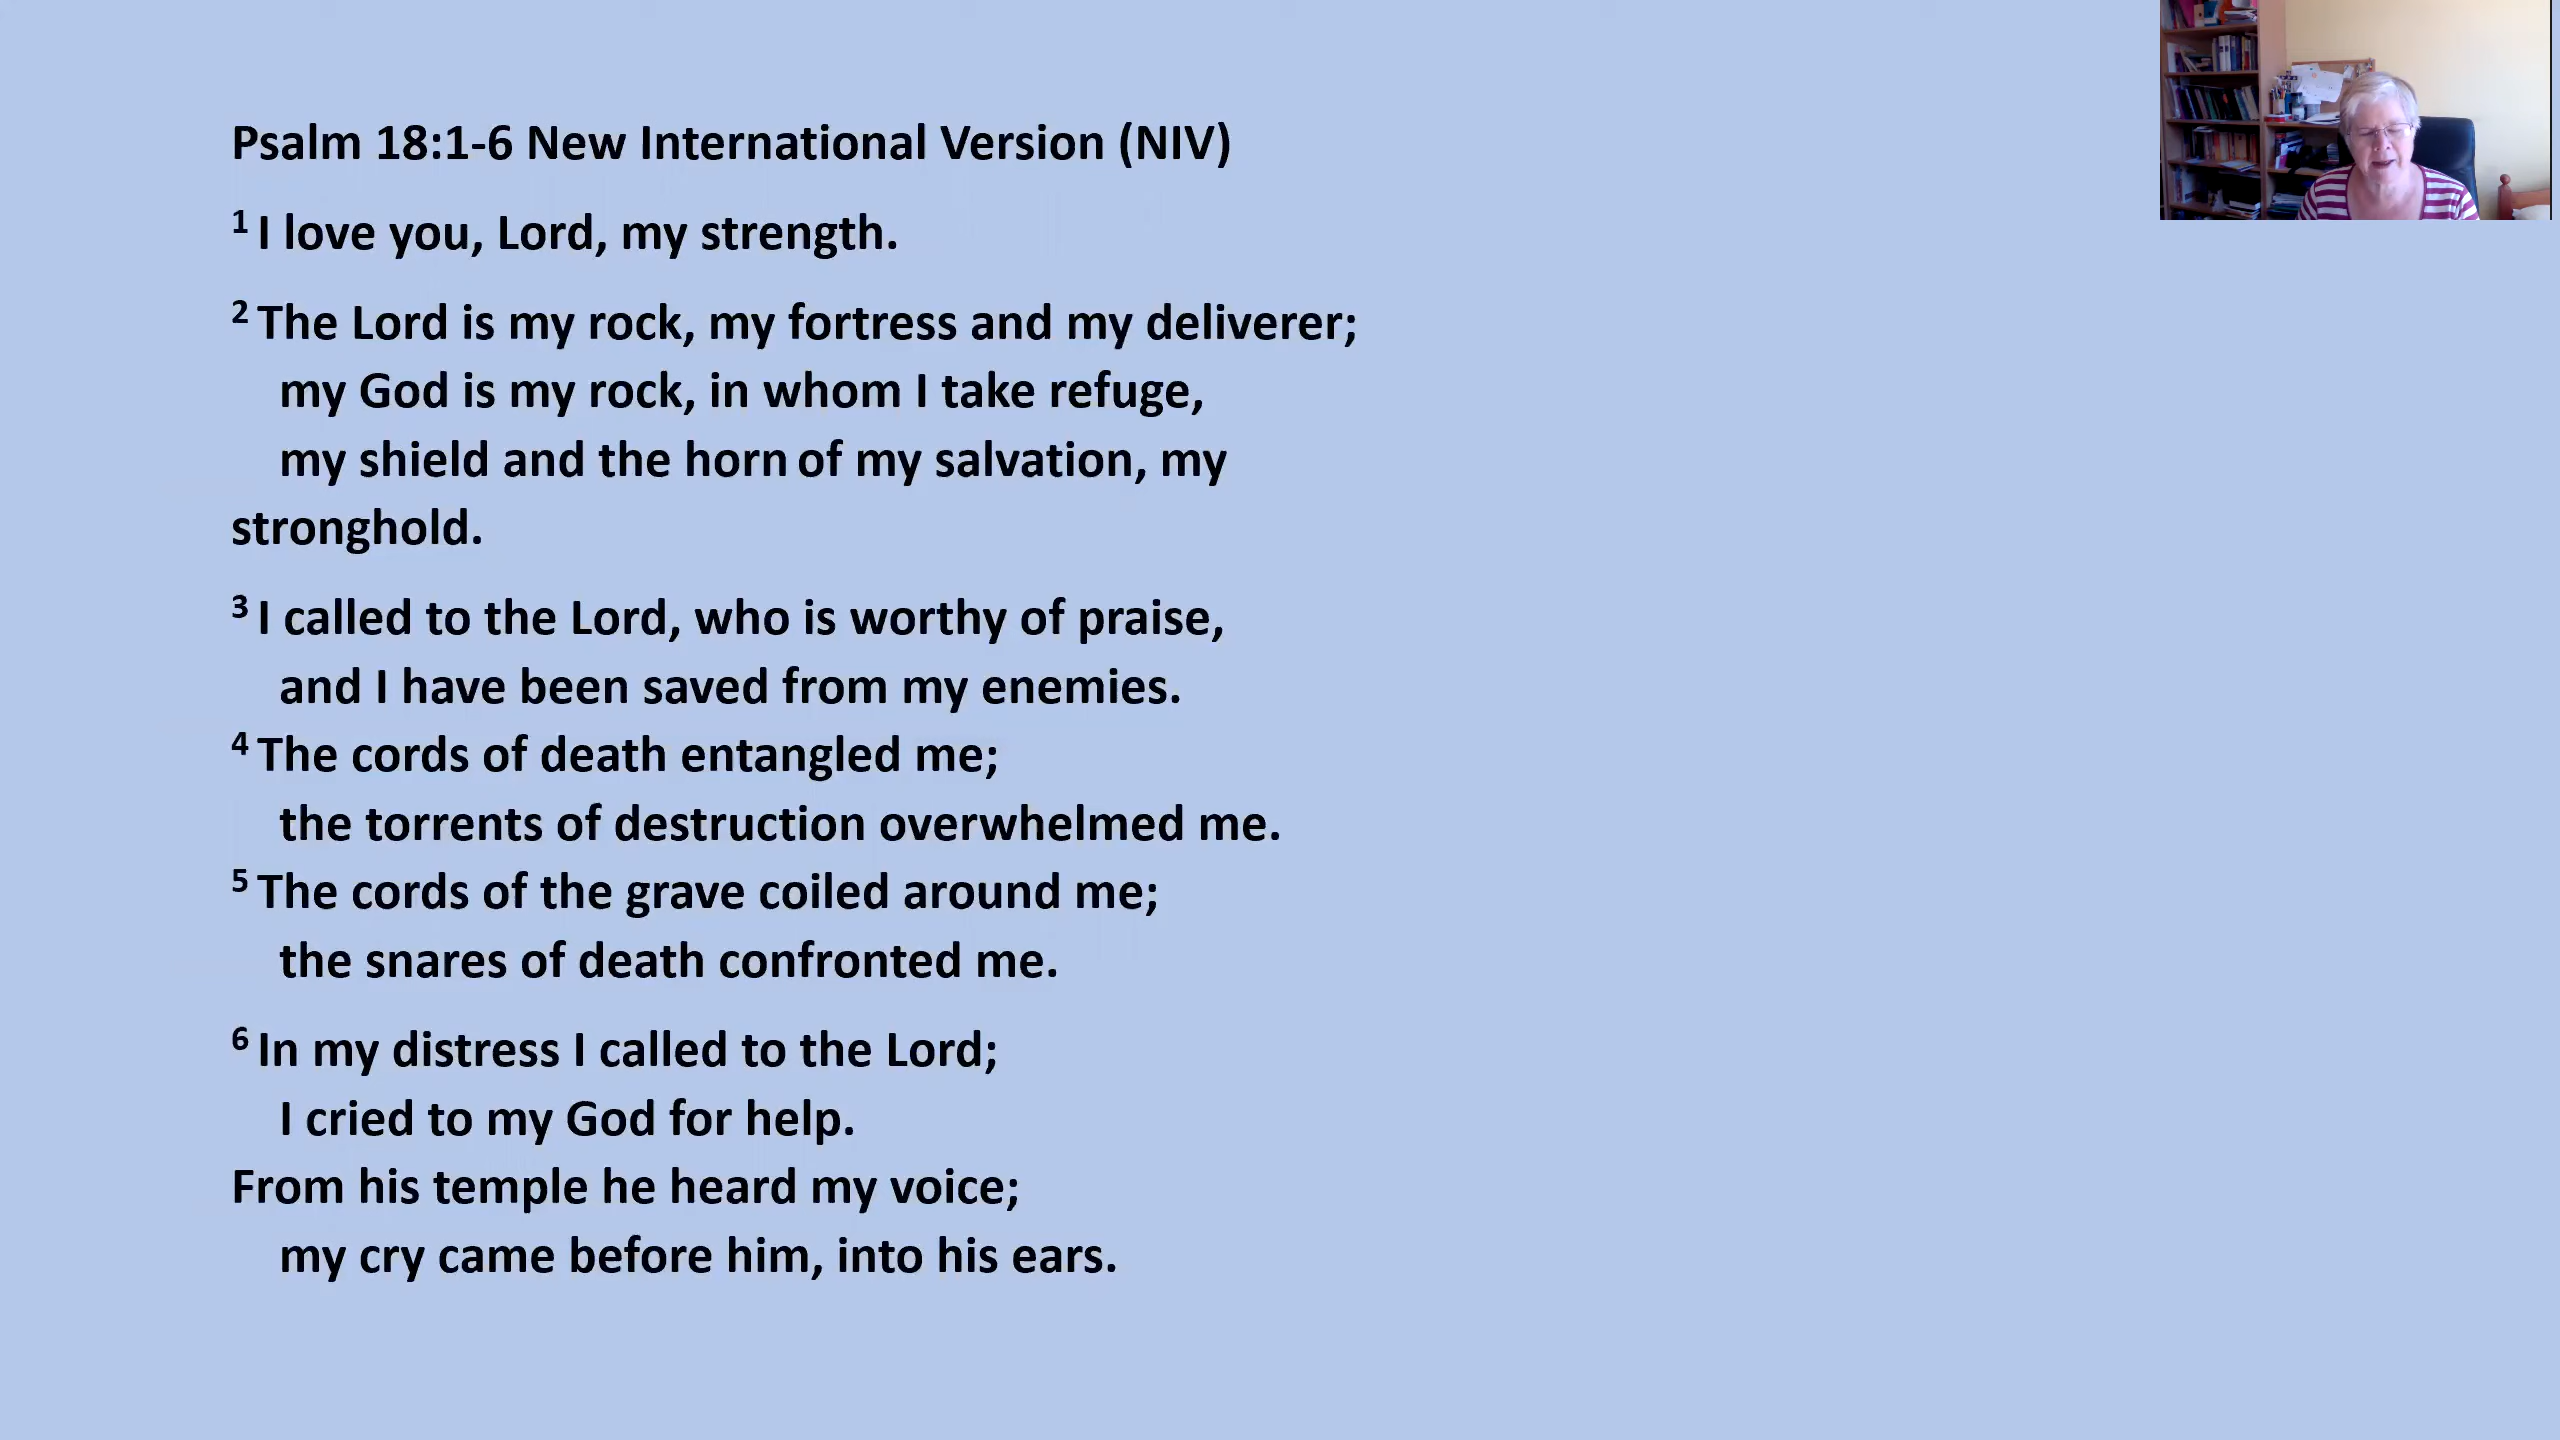 Psalm 18:1-6 New International Version (NIV)
1 I love you, Lord, my strength.
2 The Lord is my rock, my fortress and my deliverer;
my God is my rock, in whom I take refuge,
my shield and the horn of my salvation, my
stronghold.
3 I called to the Lord, who is worthy of praise,
and I have been saved from my enemies.
4 The cords of death entangled me;
the torrents of destruction overwhelmed me.
5 The cords of the grave coiled around me;
the snares of death confronted me.
6 In my distress I called to the Lord;
I cried to my God for help.
From his temple he heard my voice;
my cry came before him, into his ears.